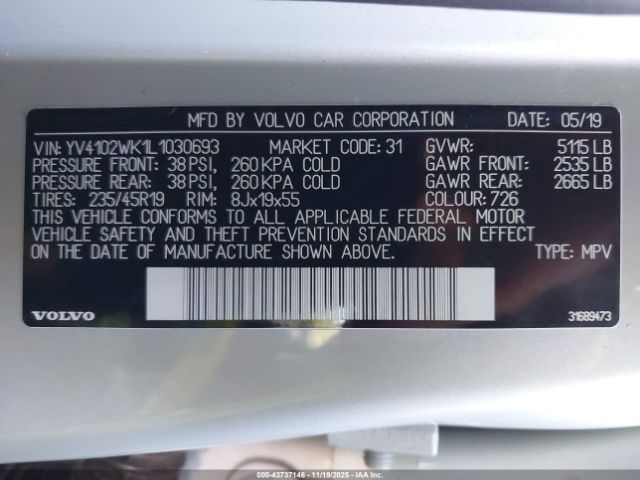 MFD BY VOLVO CAR CORPORATION DATE: 05/19
VIN: YV4102WK1L1030693 MARKET CODE: 31 GVWR: 5115 LB
PRESSURE FRONT: 38 PSI, 260 KPA COLD GAWR FRONT: 2535 LB
PRESSURE REAR: 38 PSI, 260 KPA COLD GAWR REAR: 2665 LB
TIRES: 235/45R19 RIM: 8Jx19x55 COLOUR: 726
THIS VEHICLE CONFORMS TO ALL APPLICABLE FEDERAL MOTOR
VEHICLE SAFETY AND THEFT PREVENTION STANDARDS IN EFFECT
ON THE DATE OF MANUFACTURE SHOWN ABOVE. TYPE: MPV
VOLVO 31689473
000-43737146 - 11/19/2025 - © IAA Inc.